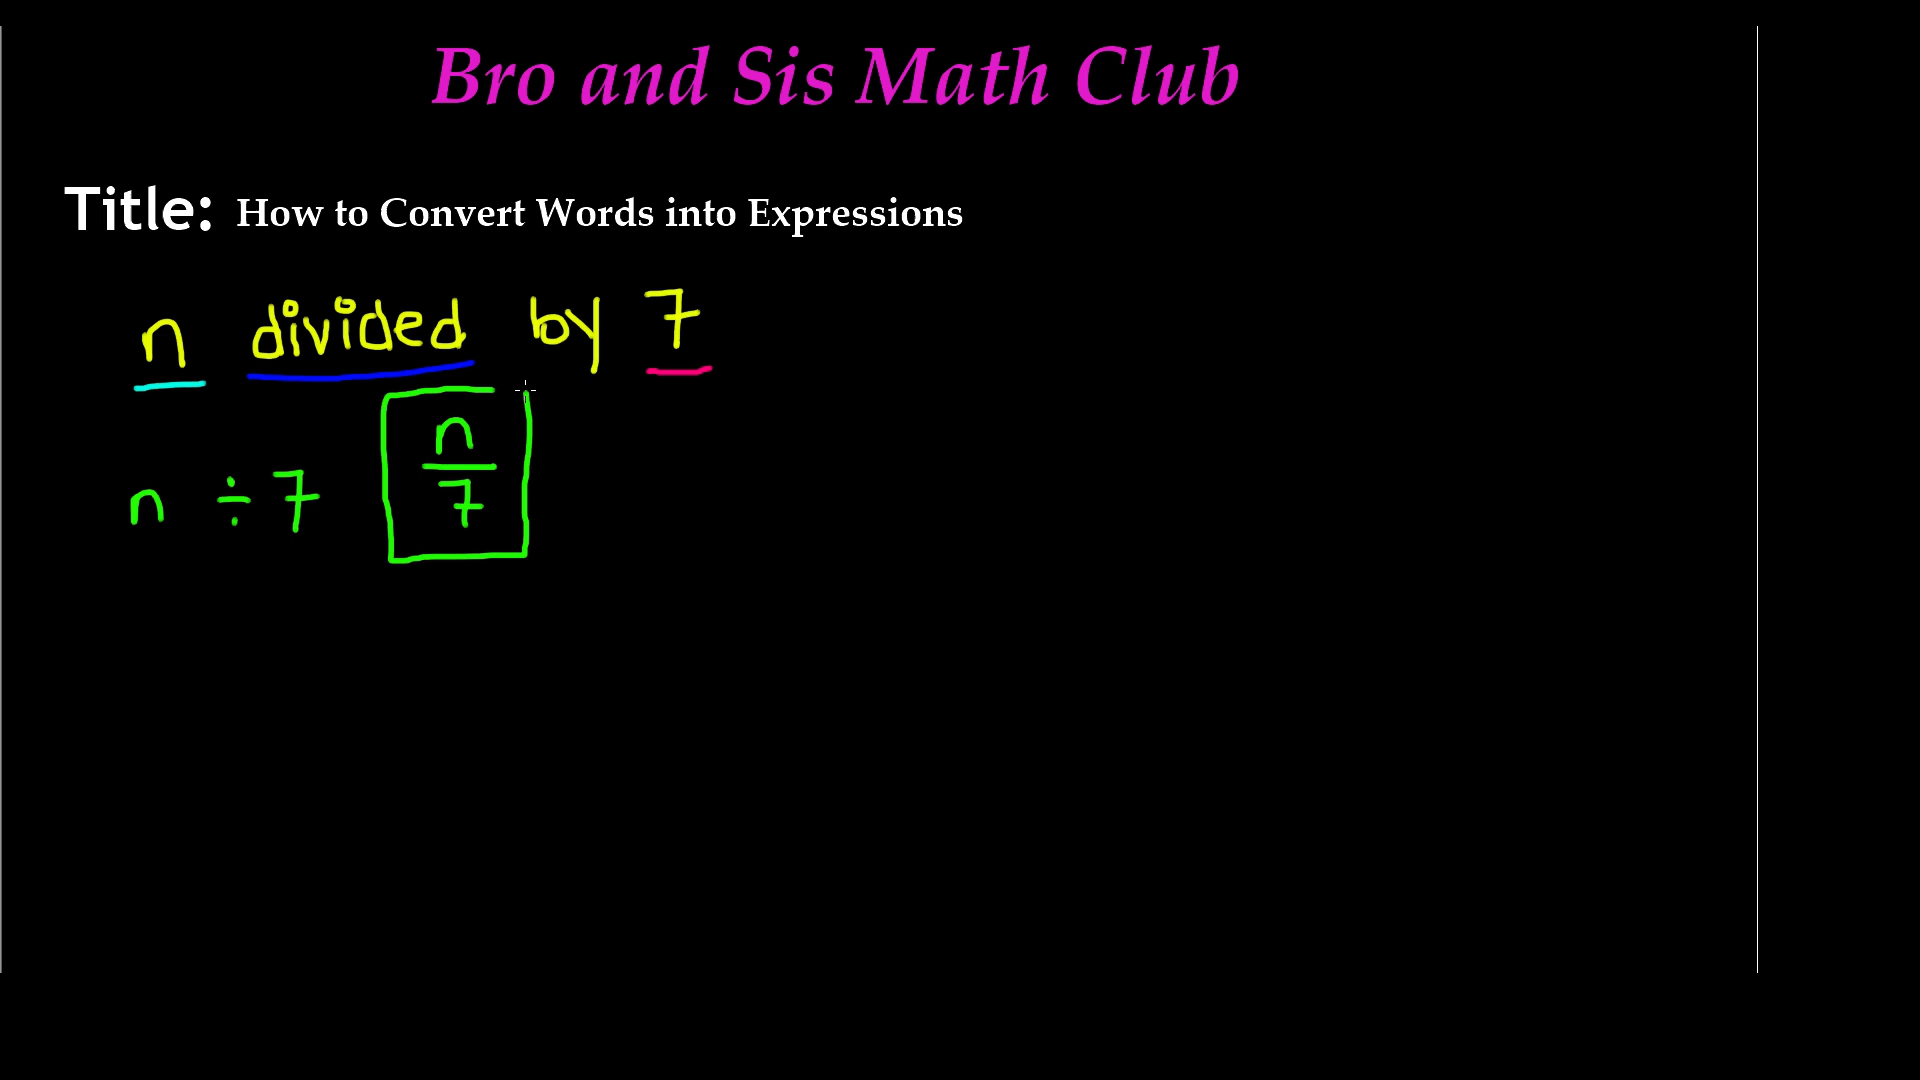 Bro and Sis Math Club
Title: How to Convert Words into Expressions
n divided by 7
n ÷ 7
n
7